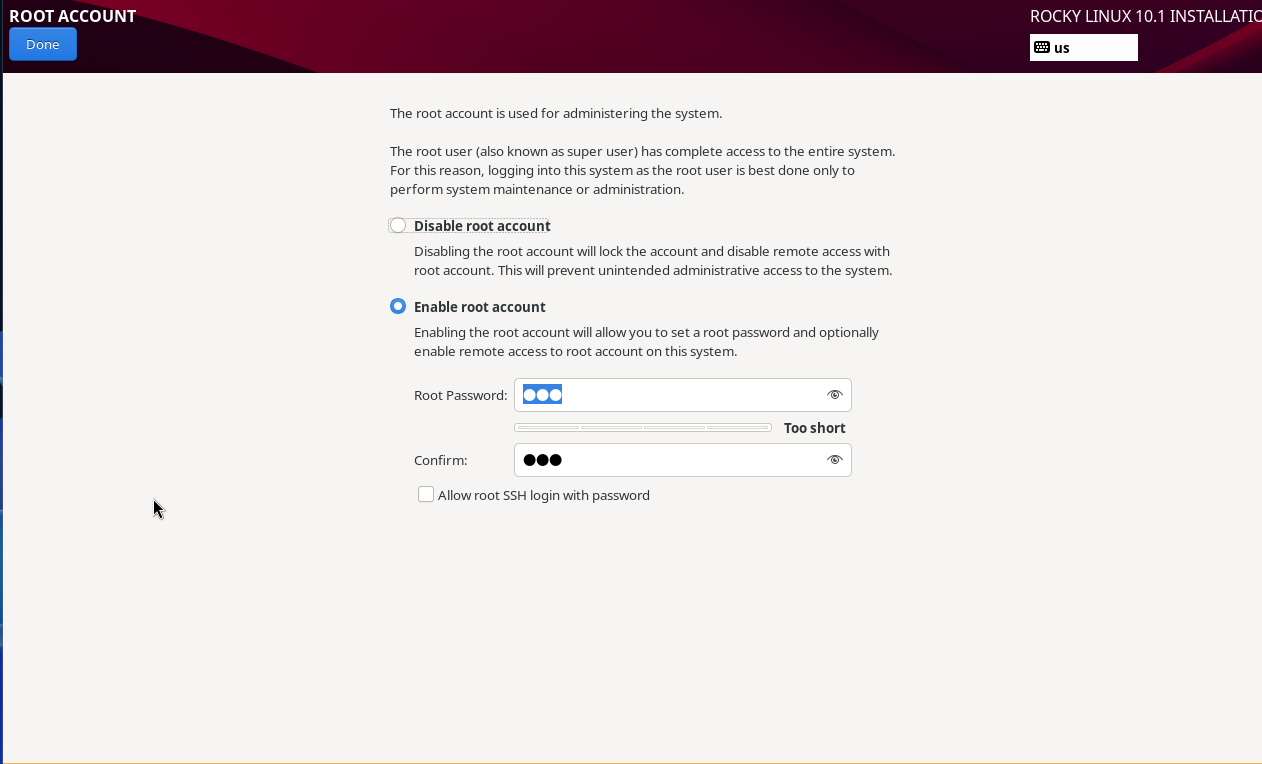 ROOT ACCOUNT
ROCKY LINUX 10.1 INSTALLATIO
Done
us
The root account is used for administering the system.
The root user (also known as super user) has complete access to the entire system.
For this reason, logging into this system as the root user is best done only to
perform system maintenance or administration.
Disable root account
Disabling the root account will lock the account and disable remote access with
root account. This will prevent unintended administrative access to the system.
Enable root account
Enabling the root account will allow you to set a root password and optionally
enable remote access to root account on this system.
Root Password: ●●●
Too short
Confirm: ●●●
Allow root SSH login with password